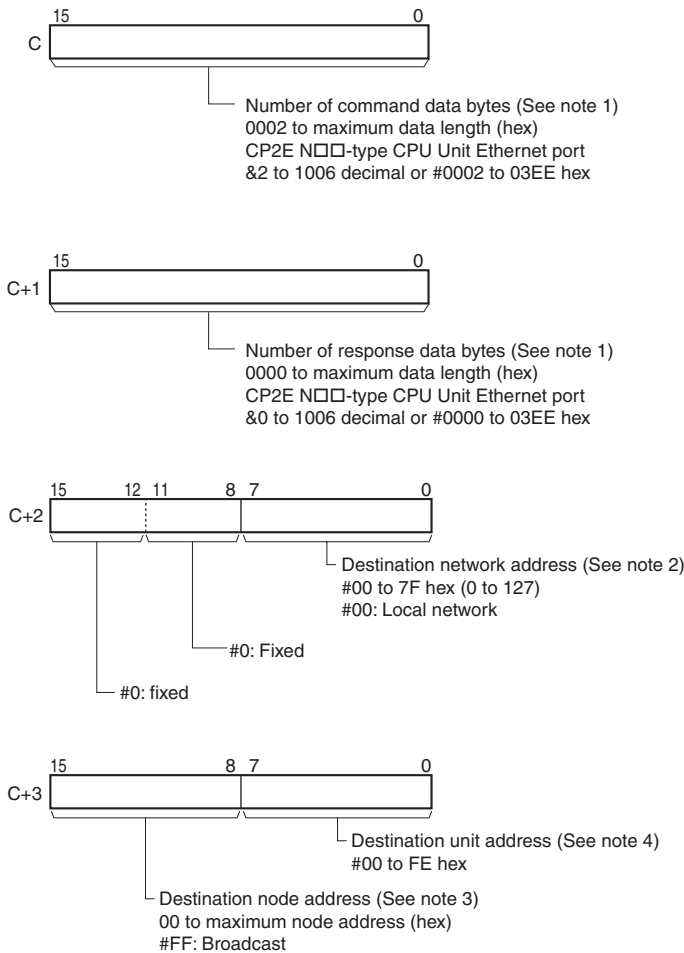 15 0
C
Number of command data bytes (See note 1)
0002 to maximum data length (hex)
CP2E N□□-type CPU Unit Ethernet port
&2 to 1006 decimal or #0002 to 03EE hex
15 0
C+1
Number of response data bytes (See note 1)
0000 to maximum data length (hex)
CP2E N□□-type CPU Unit Ethernet port
&0 to 1006 decimal or #0000 to 03EE hex
15 12 11 8 7 0
C+2
Destination network address (See note 2)
#00 to 7F hex (0 to 127)
#00: Local network
#0: Fixed
#0: fixed
15 8 7 0
C+3
Destination unit address (See note 4)
#00 to FE hex
Destination node address (See note 3)
00 to maximum node address (hex)
#FF: Broadcast